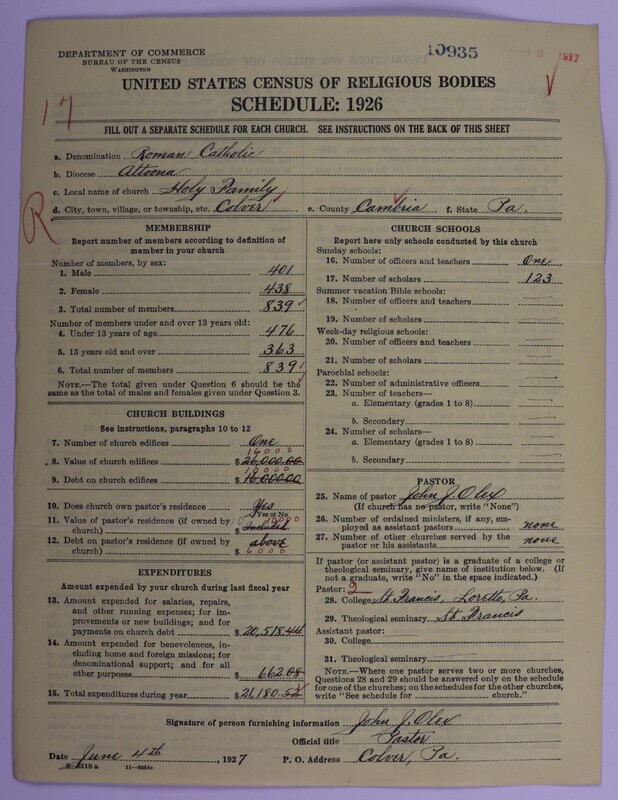 DEPARTMENT OF COMMERCE
BUREAU OF THE CENSUS
WASHINGTON
10935
1927
UNITED STATES CENSUS OF RELIGIOUS BODIES
SCHEDULE: 1926
17
FILL OUT A SEPARATE SCHEDULE FOR EACH CHURCH. SEE INSTRUCTIONS ON THE BACK OF THIS SHEET
a. Denomination Roman Catholic
b. Diocese Altoona
c. Local name of church Holy Family
d. City, town, village, or township, etc. Colver e. County Cambria f. State Pa.
R
MEMBERSHIP
Report number of members according to definition of
member in your church
Number of members, by sex:
1. Male 401
2. Female 438
3. Total number of members 839
Number of members under and over 13 years old:
4. Under 13 years of age 476
5. 13 years old and over 363
6. Total number of members 839
NOTE.—The total given under Question 6 should be the
same as the total of males and females given under Question 3.
CHURCH BUILDINGS
See instructions, paragraphs 10 to 12
7. Number of church edifices One
16000
8. Value of church edifices $ 26,000.00
10000
9. Debt on church edifices $ 16,000.00
10. Does church own pastor's residence Yes
Yes or No
11. Value of pastor's residence (if owned by 10000
church) $ Included
12. Debt on pastor's residence (if owned by above
church) $ 6000
EXPENDITURES
Amount expended by your church during last fiscal year
13. Amount expended for salaries, repairs,
and other running expenses; for im-
provements or new buildings; and for
payments on church debt $ 20,518.44
14. Amount expended for benevolences, in-
cluding home and foreign missions; for
denominational support; and for all
other purposes $ 662.08
15. Total expenditures during year $ 21,180.52
CHURCH SCHOOLS
Report here only schools conducted by this church
Sunday schools:
16. Number of officers and teachers One
17. Number of scholars 123
Summer vacation Bible schools:
18. Number of officers and teachers
19. Number of scholars
Week-day religious schools:
20. Number of officers and teachers
21. Number of scholars
Parochial schools:
22. Number of administrative officers
23. Number of teachers—
a. Elementary (grades 1 to 8)
b. Secondary
24. Number of scholars—
a. Elementary (grades 1 to 8)
b. Secondary
PASTOR
25. Name of pastor John J. Olex
(If church has no pastor, write "None")
26. Number of ordained ministers, if any, em-
ployed as assistant pastors none
27. Number of other churches served by the
pastor or his assistants none
If pastor (or assistant pastor) is a graduate of a college or
theological seminary, give name of institution below. (If
not a graduate, write "No" in the space indicated.)
Pastor: 2
28. College St. Francis, Loretto, Pa.
29. Theological seminary St. Francis
Assistant pastor:
30. College
31. Theological seminary
NOTE.—Where one pastor serves two or more churches,
Questions 28 and 29 should be answered only on the schedule
for one of the churches; on the schedules for the other churches,
write "See schedule for church."
Signature of person furnishing information John J. Olex
Official title Pastor
Date June 4th, 1927 P. O. Address Colver, Pa.